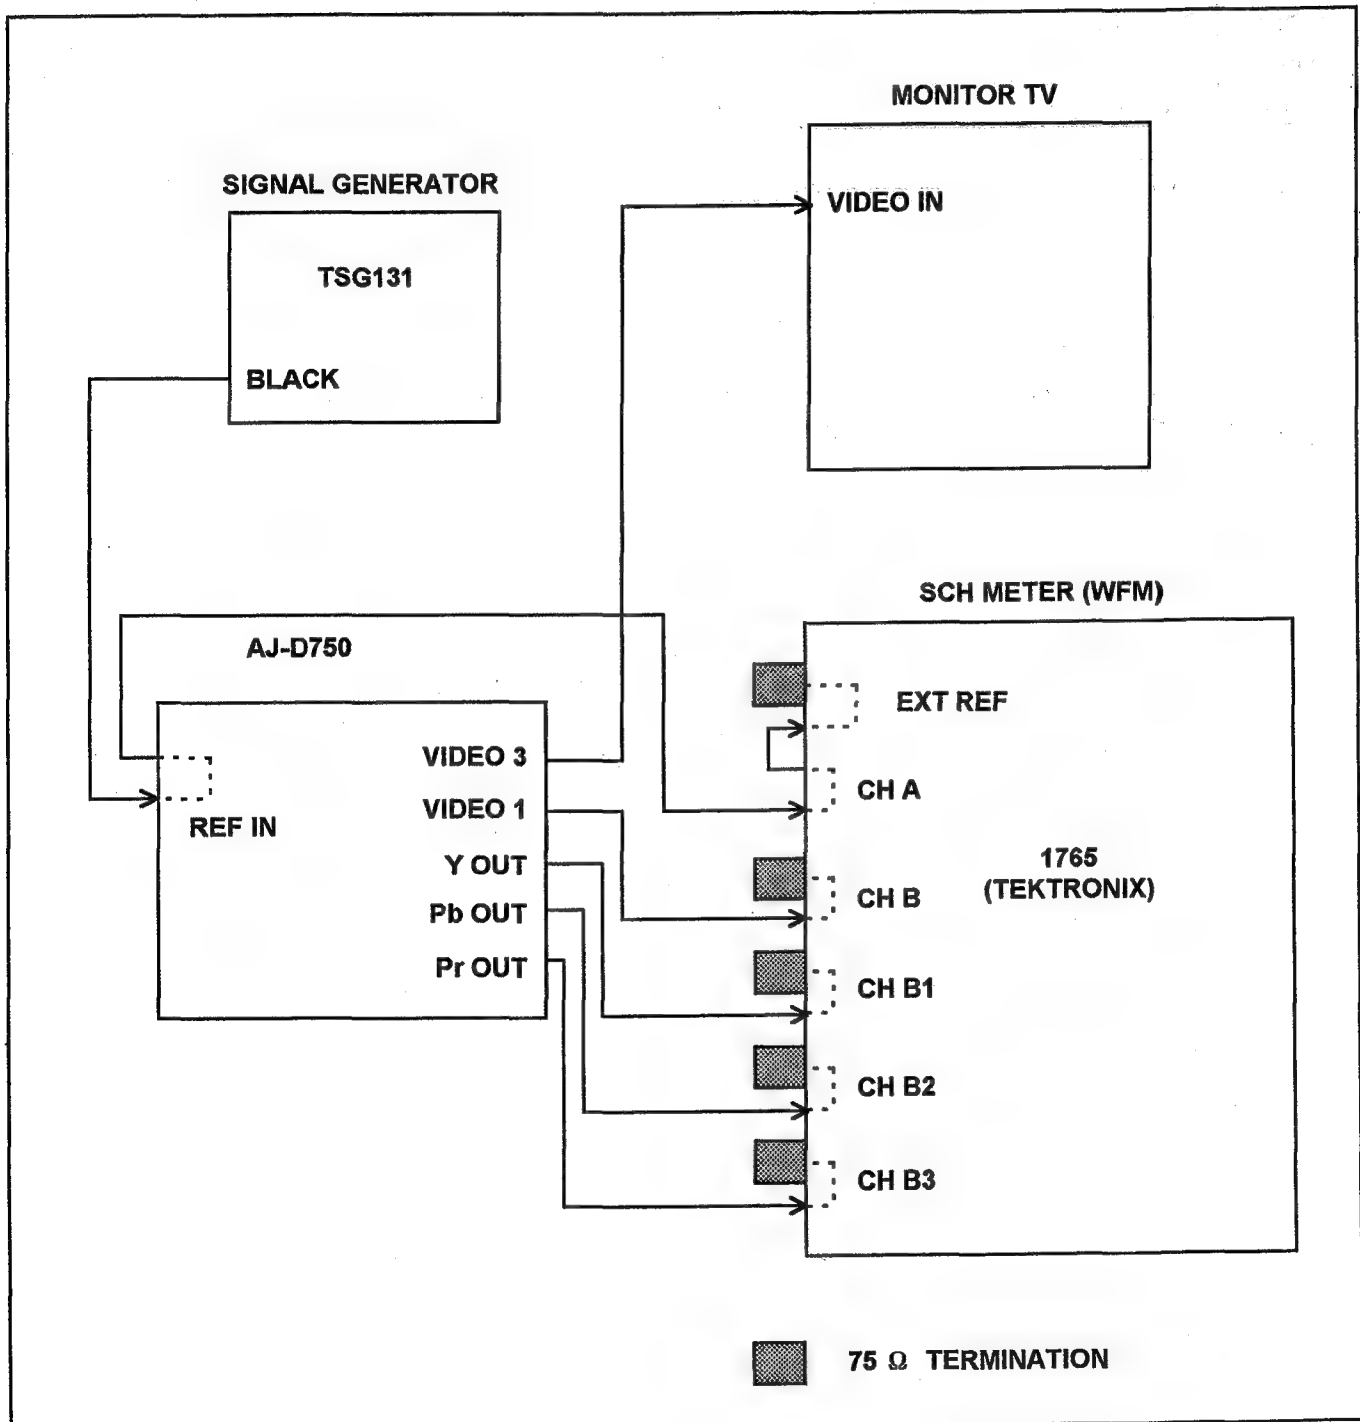 MONITOR TV
SIGNAL GENERATOR
VIDEO IN
TSG131
BLACK
SCH METER (WFM)
AJ-D750
EXT REF
VIDEO 3
CH A
VIDEO 1
REF IN
1765
(TEKTRONIX)
Y OUT
CH B
Pb OUT
Pr OUT
CH B1
CH B2
CH B3
75 Ω TERMINATION